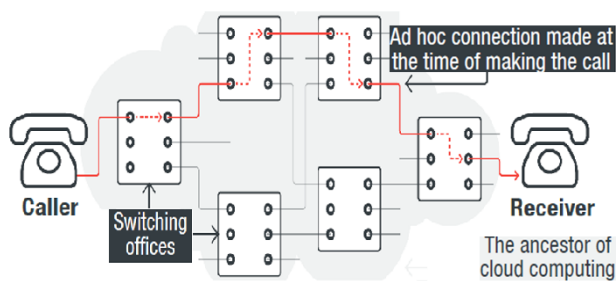 Ad hoc connection made at
the time of making the call
Caller
Switching
offices
Receiver
The ancestor of
cloud computing